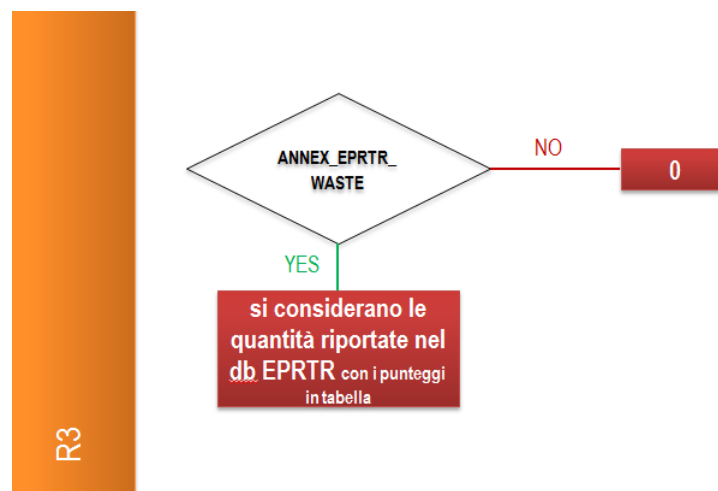 ANNEX_EPRTR_
WASTE
NO
0
YES
si considerano le
quantità riportate nel
db EPRTR con i punteggi
in tabella
R3